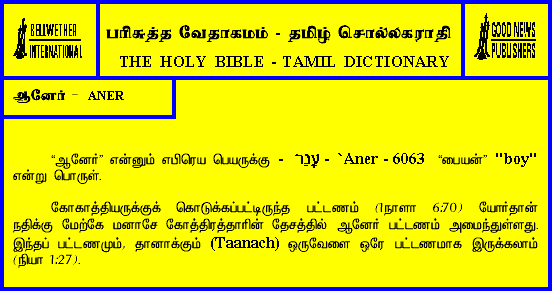 BELLWETHER
INTERNATIONAL
பரிசுத்த வேதாகமம் - தமிழ் சொல்லகராதி
THE HOLY BIBLE - TAMIL DICTIONARY
GOOD NEWS
PUBLISHERS
ஆனேர் - ANER
“ஆனேர்” என்னும் எபிரெய பெயருக்கு - עָנֵר - `Aner - 6063 “பையன்” "boy"
என்று பொருள்.
கோகாத்தியருக்குக் கொடுக்கப்பட்டிருந்த பட்டணம் (1நாளா 6:70) யோர்தான்
நதிக்கு மேற்கே மனாசே கோத்திரத்தாரின் தேசத்தில் ஆனேர் பட்டணம் அமைந்துள்ளது.
இந்தப் பட்டணமும், தானாக்கும் (Taanach) ஒருவேளை ஒரே பட்டணமாக இருக்கலாம்
(நியா 1:27).